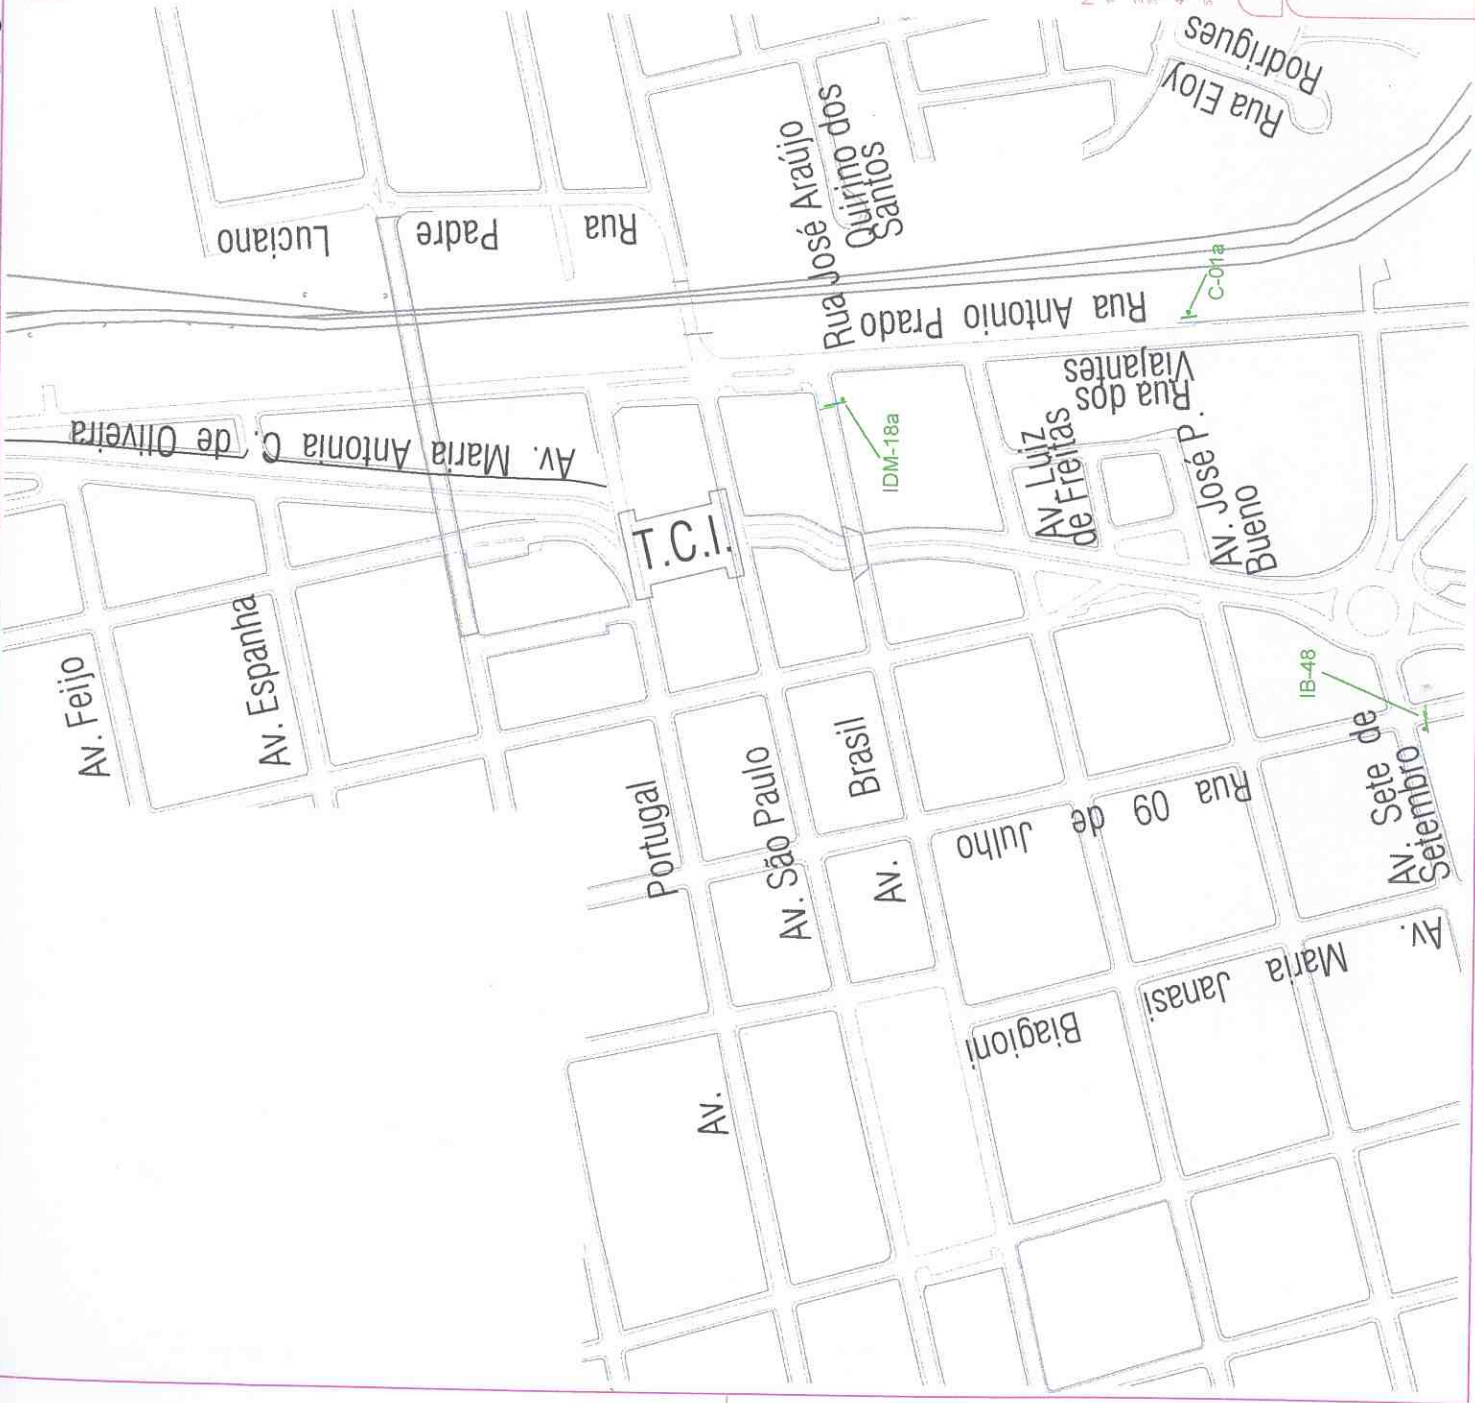 Rua Eloy
Rodrigues
Rua José Araújo
Quirino dos
Santos
Rua Padre Luciano
C-01a
Rua Antonio Prado
Rua dos
Viajantes
IDM-18a
Av. Maria Antonia C. de Oliveira
Av. Luiz
de Freitas
Av. José P.
Bueno
T.C.I.
Av. Feijo
Av. Espanha
IB-48
Av. Portugal
Av. São Paulo
Av. Brasil
Rua 09 de Julho
Av. Sete de
Setembro
Av. Maria Janasi Biagioni